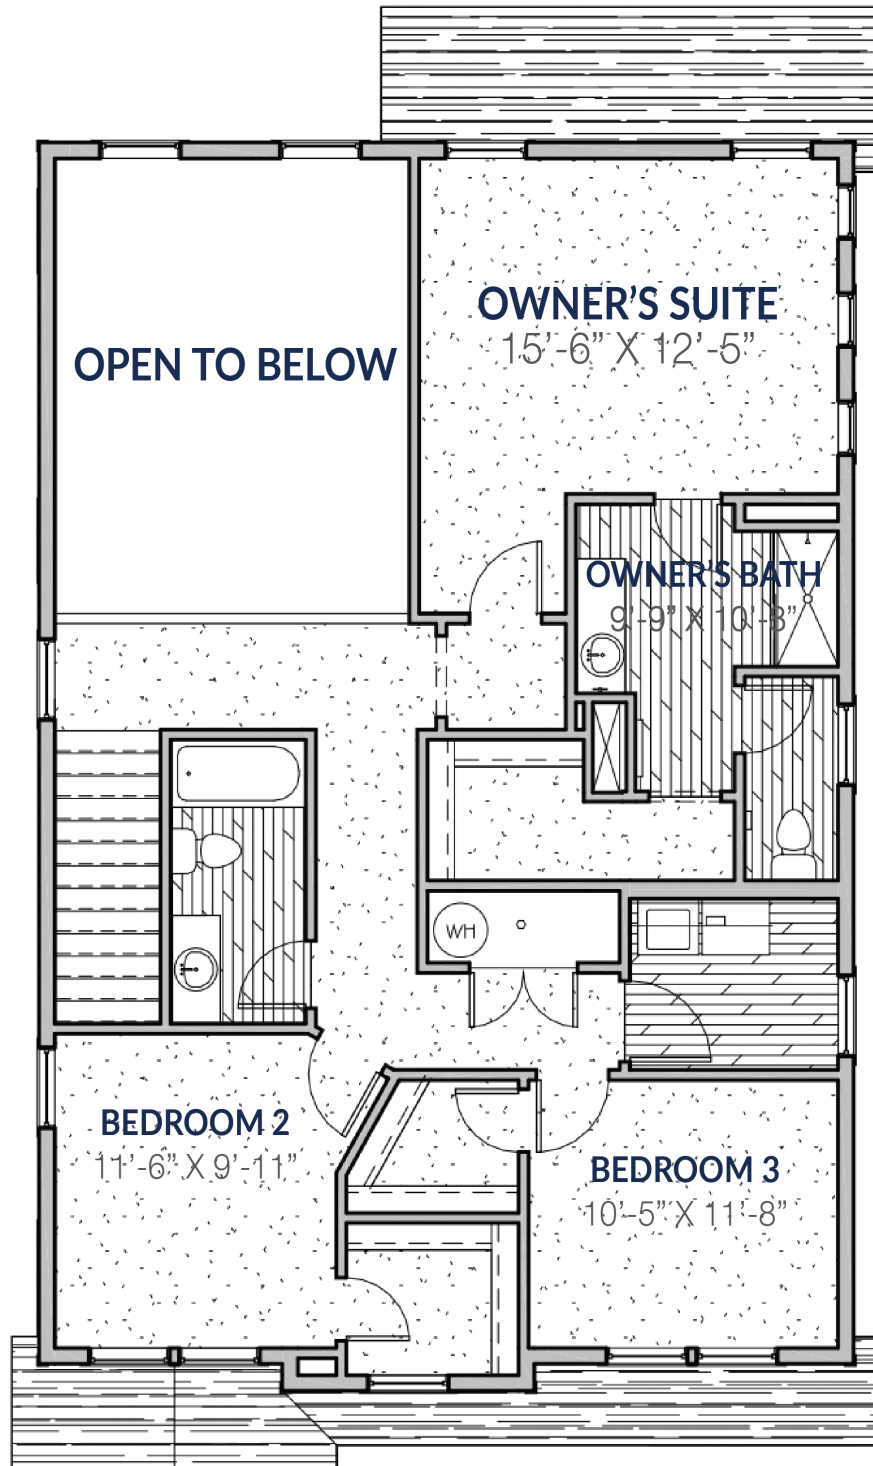 OWNER’S SUITE
15’-6” X 12’-5”
OPEN TO BELOW
OWNER’S BATH
9’-9” X 10’-8”
WH
BEDROOM 2
11’-6” X 9’-11”
BEDROOM 3
10’-5” X 11’-8”